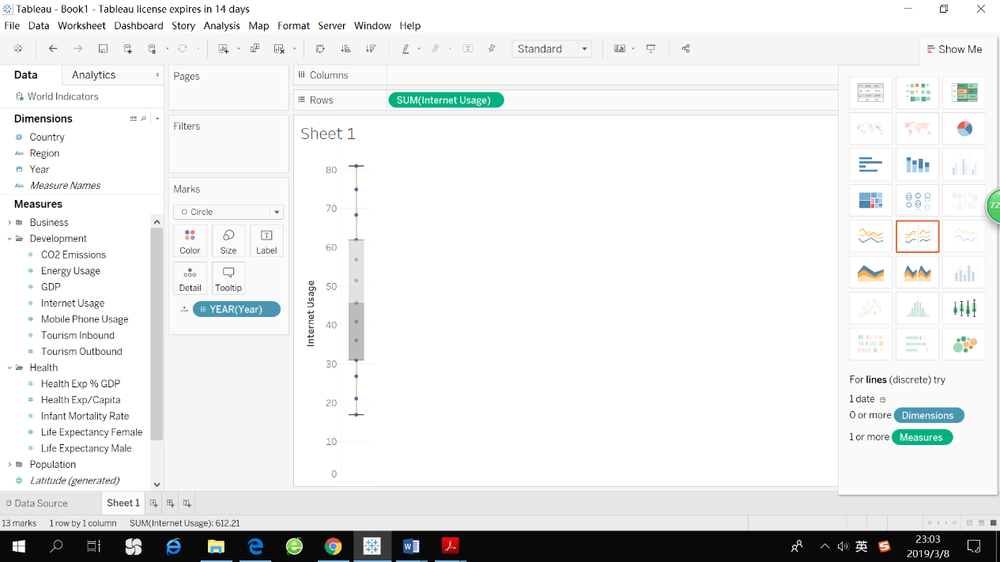 Tableau - Book1 - Tableau license expires in 14 days
File Data Worksheet Dashboard Story Analysis Map Format Server Window Help
Standard
Show Me
Data Analytics
World Indicators
Dimensions
Country
Abc Region
Year
Abc Measure Names
Measures
Business
Development
CO2 Emissions
Energy Usage
GDP
Internet Usage
Mobile Phone Usage
Tourism Inbound
Tourism Outbound
Health
Health Exp % GDP
Health Exp/Capita
Infant Mortality Rate
Life Expectancy Female
Life Expectancy Male
Population
Latitude (generated)
Pages
Filters
Marks
Circle
Color Size Label
Detail Tooltip
YEAR(Year)
Columns
Rows SUM(Internet Usage)
Sheet 1
Internet Usage
80
70
60
50
40
30
20
10
0
72
For lines (discrete) try
1 date
0 or more Dimensions
1 or more Measures
Data Source Sheet 1
13 marks 1 row by 1 column SUM(Internet Usage): 612.21
英
23:03
2019/3/8